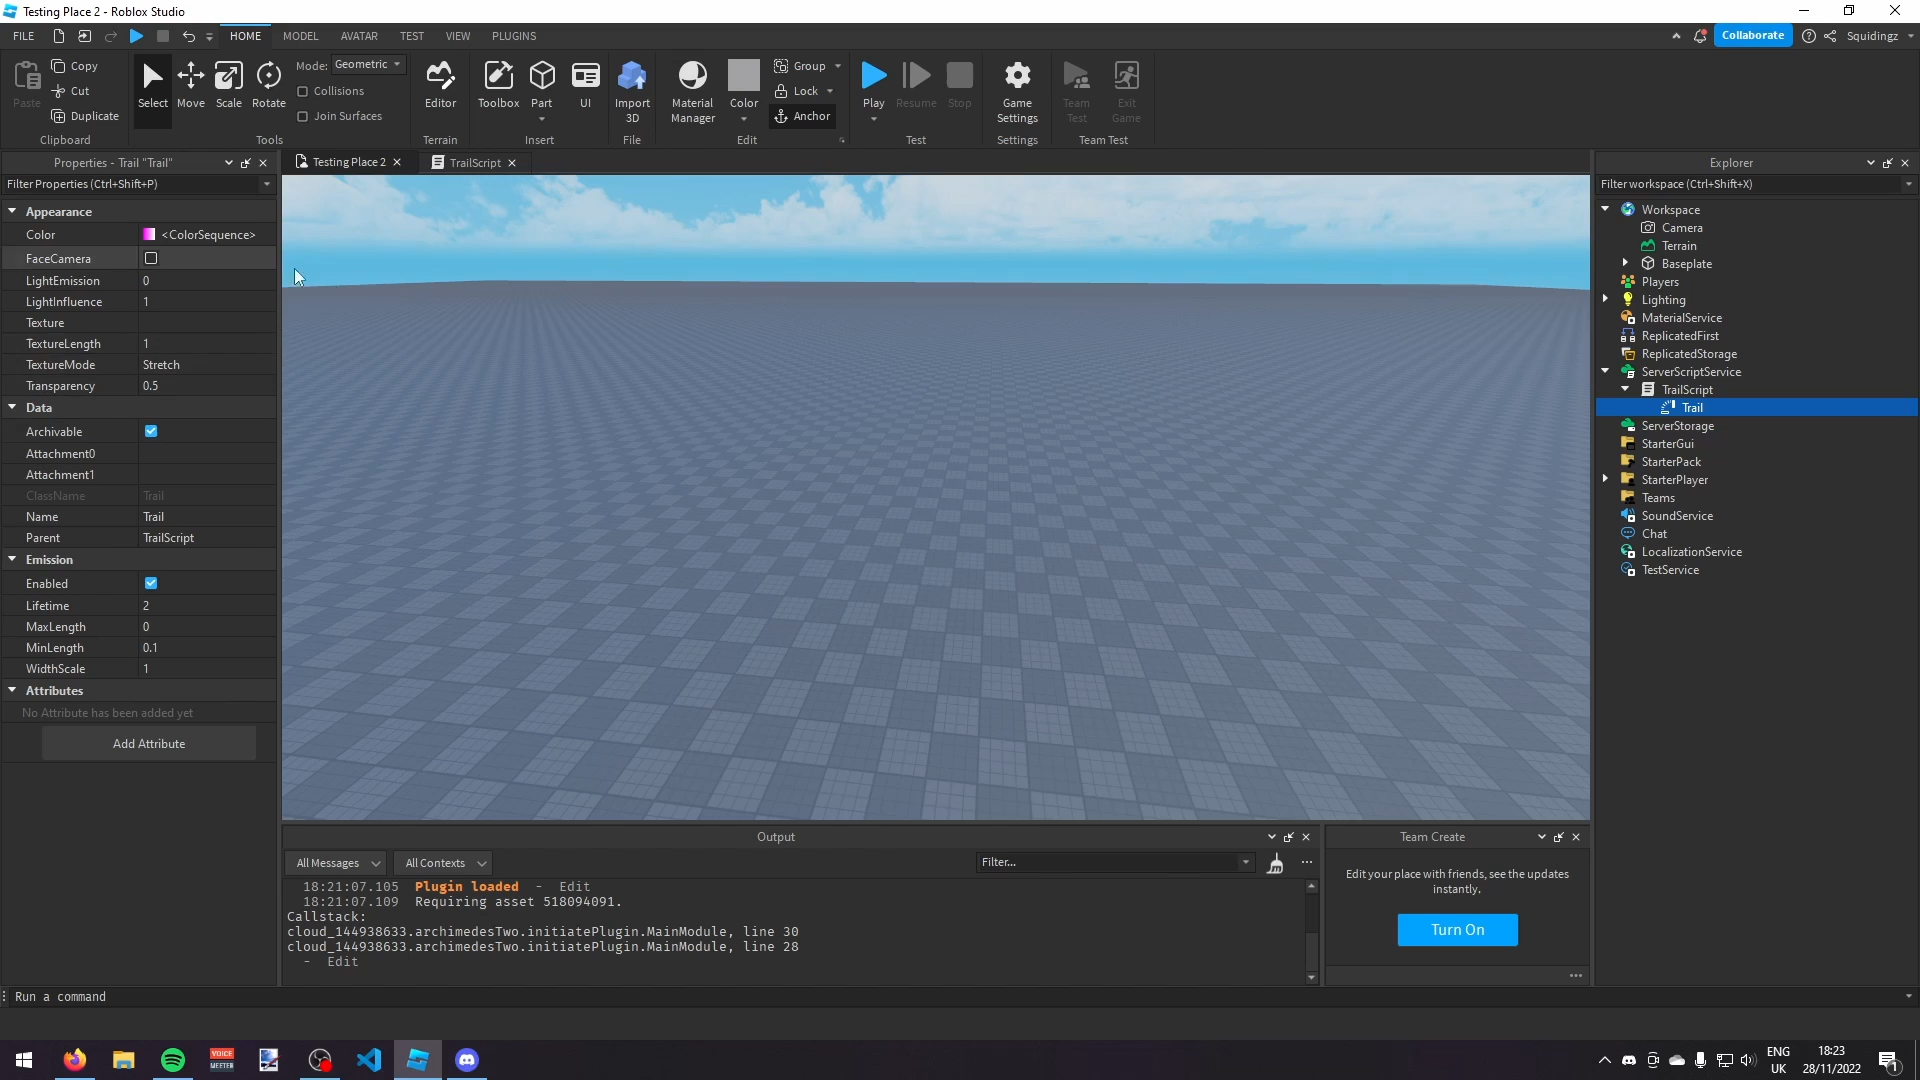 Testing Place 2 - Roblox Studio
FILE HOME MODEL AVATAR TEST VIEW PLUGINS Collaborate Squidingz
Paste
Copy
Cut
Duplicate
Clipboard
Select Move Scale Rotate
Mode: Geometric
Collisions
Join Surfaces
Tools
Editor
Terrain
Toolbox Part UI
Insert
Import
3D
File
Material
Manager
Color
Group
Lock
Anchor
Edit
Play Resume Stop
Test
Game
Settings
Settings
Team
Test
Exit
Game
Team Test
Properties - Trail "Trail"
Filter Properties (Ctrl+Shift+P)
Appearance
Color <ColorSequence>
FaceCamera
LightEmission 0
LightInfluence 1
Texture
TextureLength 1
TextureMode Stretch
Transparency 0.5
Data
Archivable
Attachment0
Attachment1
ClassName Trail
Name Trail
Parent TrailScript
Emission
Enabled
Lifetime 2
MaxLength 0
MinLength 0.1
WidthScale 1
Attributes
No Attribute has been added yet
Add Attribute
Testing Place 2 TrailScript
Output
All Messages All Contexts Filter...
18:21:07.105 Plugin loaded - Edit
18:21:07.109 Requiring asset 518094091.
Callstack:
cloud_144938633.archimedesTwo.initiatePlugin.MainModule, line 30
cloud_144938633.archimedesTwo.initiatePlugin.MainModule, line 28
- Edit
Team Create
Edit your place with friends, see the updates
instantly.
Turn On
Explorer
Filter workspace (Ctrl+Shift+X)
Workspace
Camera
Terrain
Baseplate
Players
Lighting
MaterialService
ReplicatedFirst
ReplicatedStorage
ServerScriptService
TrailScript
Trail
ServerStorage
StarterGui
StarterPack
StarterPlayer
Teams
SoundService
Chat
LocalizationService
TestService
Run a command
VOICE
MEETER
ENG
UK
18:23
28/11/2022
1